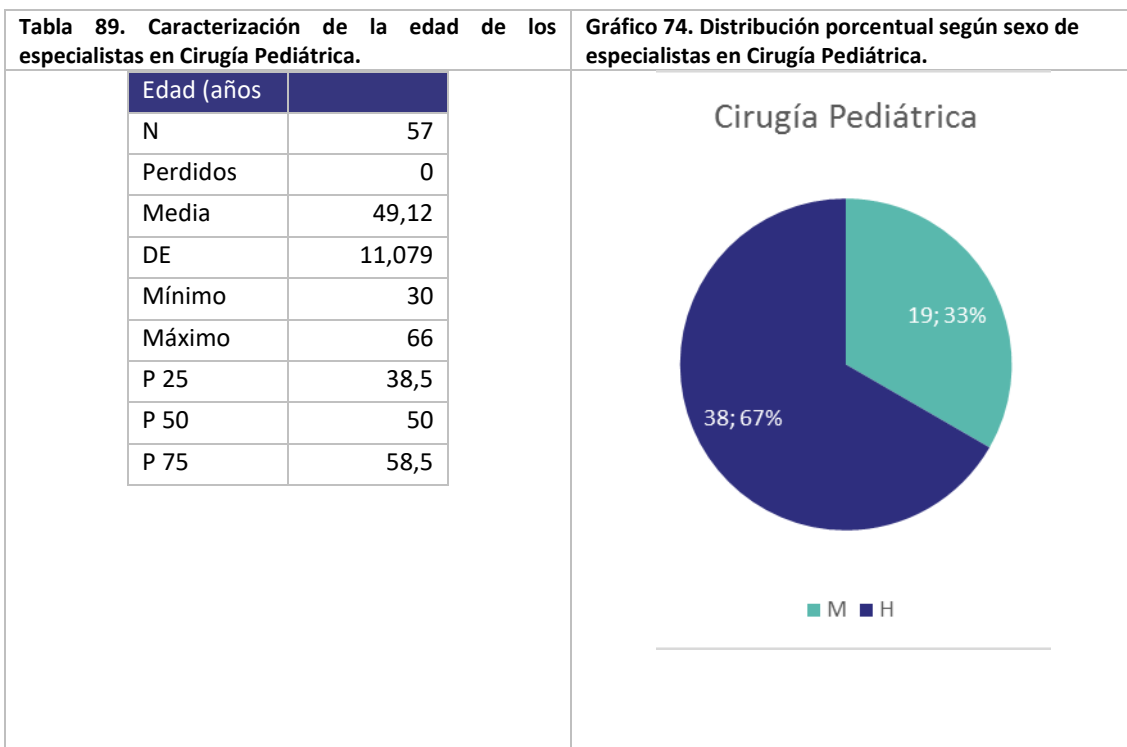 Tabla 89. Caracterización de la edad de los
especialistas en Cirugía Pediátrica.
Edad (años
N 57
Perdidos 0
Media 49,12
DE 11,079
Mínimo 30
Máximo 66
P 25 38,5
P 50 50
P 75 58,5
Gráfico 74. Distribución porcentual según sexo de
especialistas en Cirugía Pediátrica.
Cirugía Pediátrica
19; 33%
38; 67%
M H